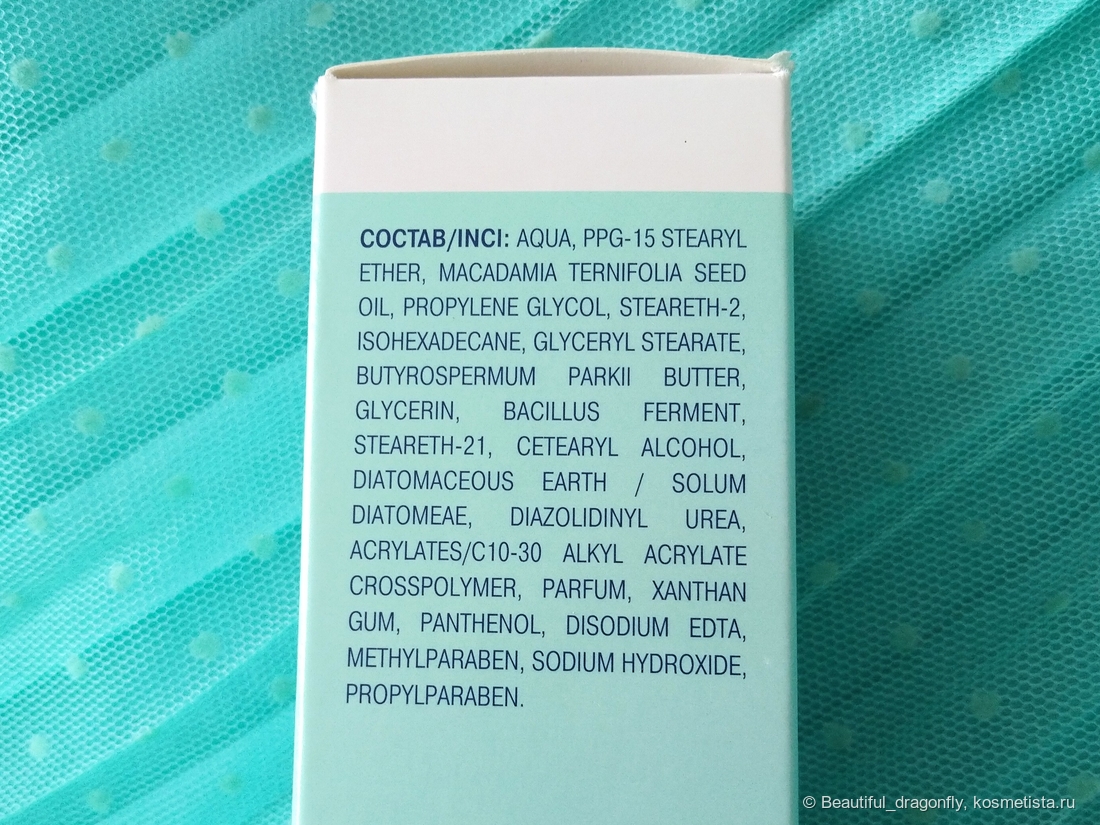 СОСТАВ/INCI: AQUA, PPG-15 STEARYL
ETHER, MACADAMIA TERNIFOLIA SEED
OIL, PROPYLENE GLYCOL, STEARETH-2,
ISOHEXADECANE, GLYCERYL STEARATE,
BUTYROSPERMUM PARKII BUTTER,
GLYCERIN, BACILLUS FERMENT,
STEARETH-21, CETEARYL ALCOHOL,
DIATOMACEOUS EARTH / SOLUM
DIATOMEAE, DIAZOLIDINYL UREA,
ACRYLATES/C10-30 ALKYL ACRYLATE
CROSSPOLYMER, PARFUM, XANTHAN
GUM, PANTHENOL, DISODIUM EDTA,
METHYLPARABEN, SODIUM HYDROXIDE,
PROPYLPARABEN.
© Beautiful_dragonfly, kosmetista.ru